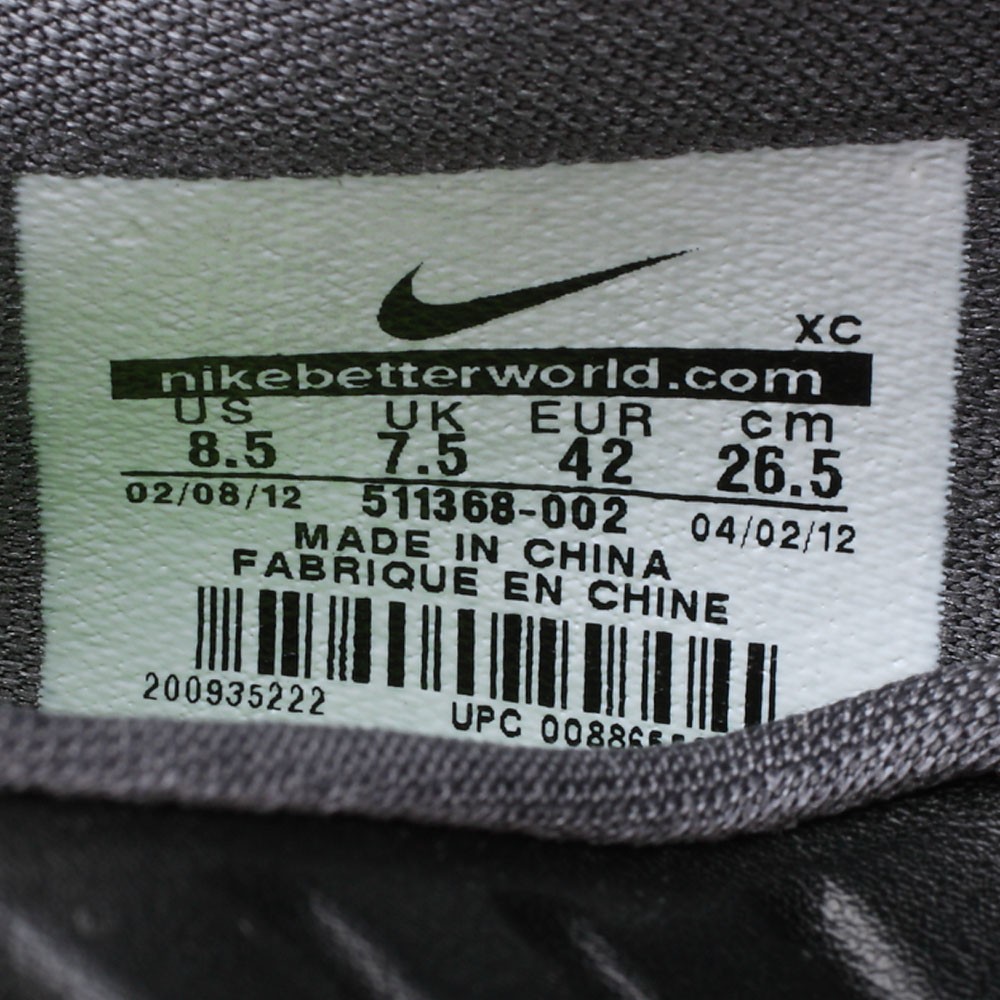 XC
nikebetterworld.com
US UK EUR cm
8.5 7.5 42 26.5
02/08/12 511368-002 04/02/12
MADE IN CHINA
FABRIQUE EN CHINE
200935222
UPC